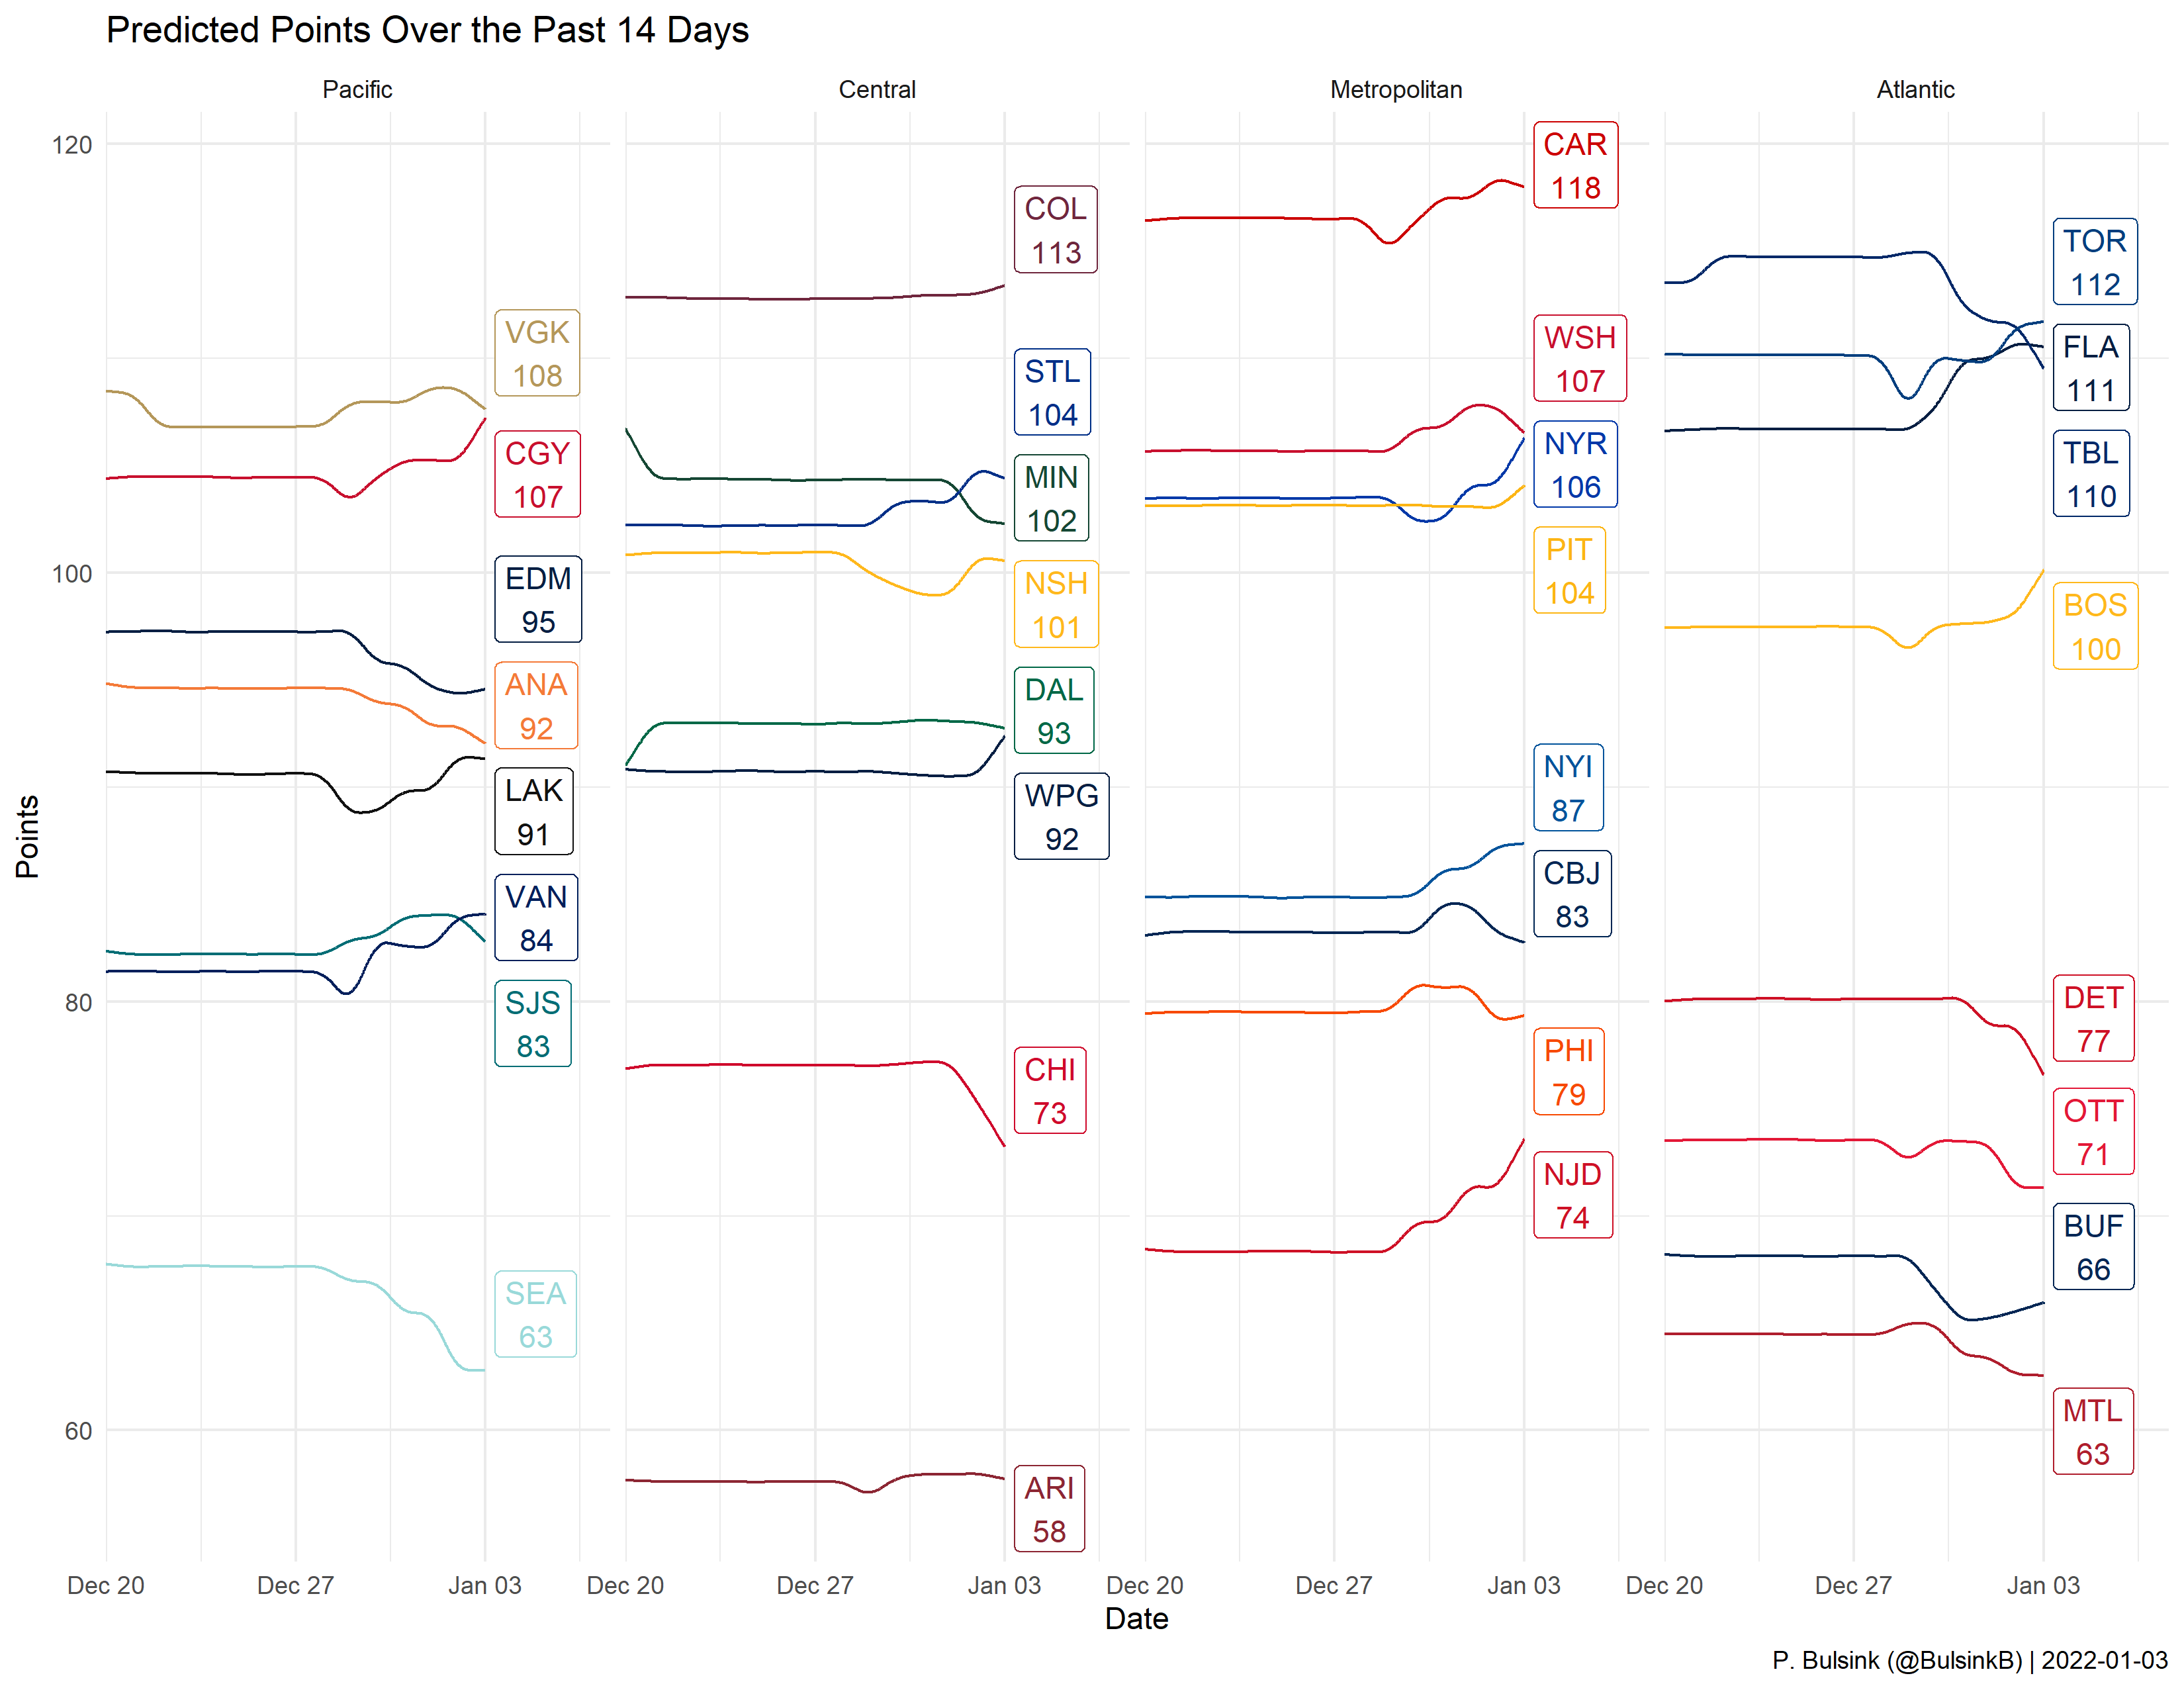 Predicted Points Over the Past 14 Days
Pacific
Central
Metropolitan
Atlantic
Points
120
100
80
60
VGK
108
CGY
107
EDM
95
ANA
92
LAK
91
VAN
84
SJS
83
SEA
63
COL
113
STL
104
MIN
102
NSH
101
DAL
93
WPG
92
CHI
73
ARI
58
CAR
118
WSH
107
NYR
106
PIT
104
NYI
87
CBJ
83
PHI
79
NJD
74
TOR
112
FLA
111
TBL
110
BOS
100
DET
77
OTT
71
BUF
66
MTL
63
Dec 20 Dec 27 Jan 03 Dec 20 Dec 27 Jan 03 Dec 20 Dec 27 Jan 03 Dec 20 Dec 27 Jan 03
Date
P. Bulsink (@BulsinkB) | 2022-01-03